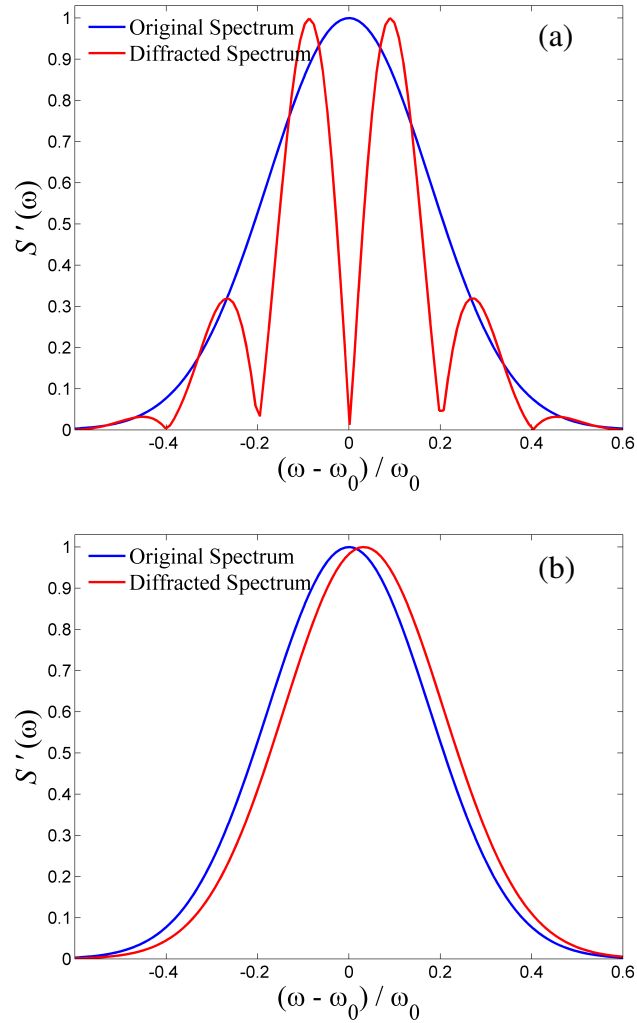 Original Spectrum
Diffracted Spectrum
(a)
1
0.9
0.8
0.7
0.6
0.5
0.4
0.3
0.2
0.1
0
S'(ω)
-0.4 -0.2 0 0.2 0.4 0.6
(ω - ω0) / ω0
Original Spectrum
Diffracted Spectrum
(b)
1
0.9
0.8
0.7
0.6
0.5
0.4
0.3
0.2
0.1
0
S'(ω)
-0.4 -0.2 0 0.2 0.4 0.6
(ω - ω0) / ω0